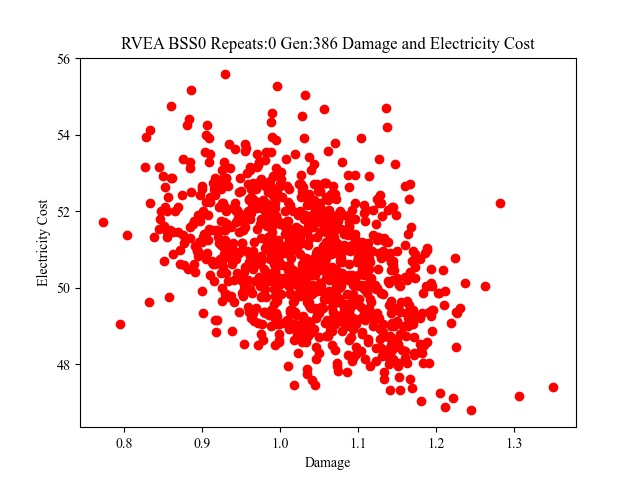 RVEA BSS0 Repeats:0 Gen:386 Damage and Electricity Cost
56
54
52
50
48
Electricity Cost
0.8 0.9 1.0 1.1 1.2 1.3
Damage